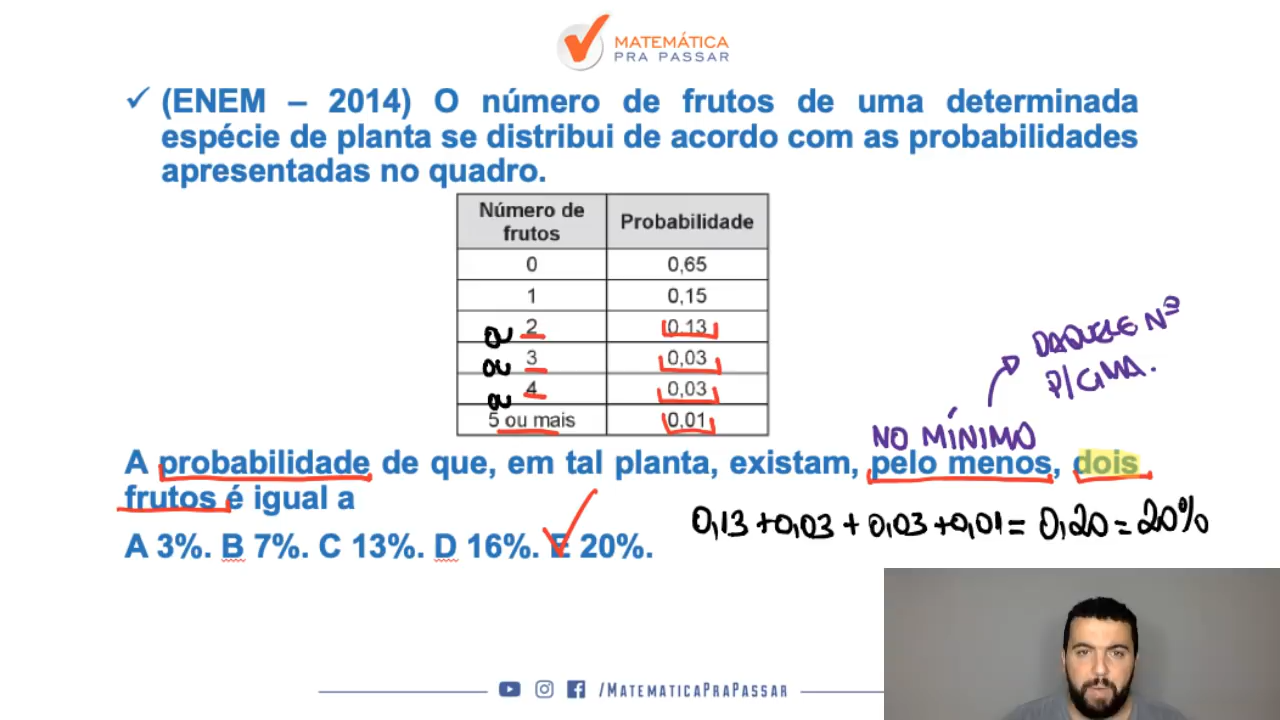 MATEMÁTICA
PRA PASSAR
✓ (ENEM – 2014) O número de frutos de uma determinada
espécie de planta se distribui de acordo com as probabilidades
apresentadas no quadro.
Número de frutos Probabilidade
0 0,65
1 0,15
ou 2 0,13
ou 3 0,03
ou 4 0,03
5 ou mais 0,01
DAQUELE Nº
P/ CIMA.
NO MÍNIMO
A probabilidade de que, em tal planta, existam, pelo menos, dois
frutos é igual a
0,13 + 0,03 + 0,03 + 0,01 = 0,20 = 20%
A 3%. B 7%. C 13%. D 16%. E 20%.
/MATEMATICAPRAPASSAR